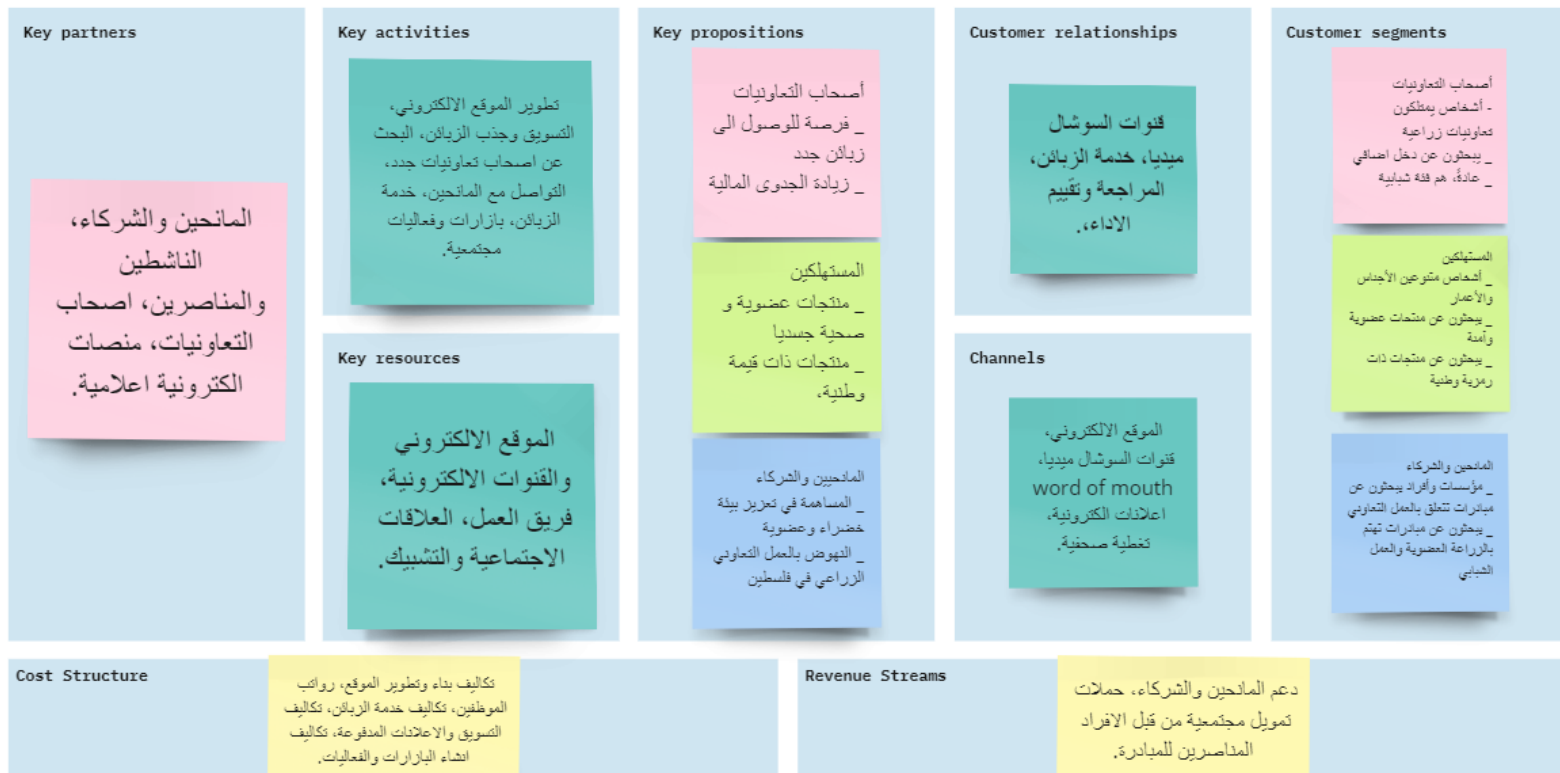 Key partners
المانحين والشركاء،
الناشطين
والمناصرين، اصحاب
التعاونيات، منصات
الكترونية اعلامية.
Key activities
تطوير الموقع الالكتروني،
التسويق وجذب الزبائن، البحث
عن اصحاب تعاونيات جدد،
التواصل مع المانحين، خدمة
الزبائن، بازارات وفعاليات
مجتمعية.
Key resources
الموقع الالكتروني
والقنوات الالكترونية،
فريق العمل، العلاقات
الاجتماعية والتشبيك.
Key propositions
أصحاب التعاونيات
_ فرصة للوصول الى
زبائن جدد
_ زيادة الجدوى المالية
المستهلكين
_ منتجات عضوية و
صحية جسديا
_ منتجات ذات قيمة
وطنية،
المانحيين والشركاء
_ المساهمة في تعزيز بيئة
خضراء وعضوية
_ النهوض بالعمل التعاوني
الزراعي في فلسطين
Customer relationships
قنوات السوشال
ميديا، خدمة الزبائن،
المراجعة وتقييم
الاداء،.
Channels
الموقع الالكتروني،
قنوات السوشال ميديا،
word of mouth
اعلانات الكترونية،
تغطية صحفية.
Customer segments
أصحاب التعاونيات
- أشخاص يمتلكون
تعاونيات زراعية
_ يبحثون عن دخل اضافي
_ عادةً، هم فئة شبابية
المستهلكين
_ أشخاص متنوعين الأجناس
والأعمار
_ يبحثون عن منتجات عضوية
وآمنة
_ يبحثون عن منتجات ذات
رمزية وطنية
المانحين والشركاء
_ مؤسسات وأفراد يبحثون عن
مبادرات تتعلق بالعمل التعاوني
_ يبحثون عن مبادرات تهتم
بالزراعة العضوية والعمل
الشبابي
Cost Structure
تكاليف بناء وتطوير الموقع، رواتب
الموظفين، تكاليف خدمة الزبائن، تكاليف
التسويق والاعلانات المدفوعة، تكاليف
انشاء البازارات والفعاليات.
Revenue Streams
دعم المانحين والشركاء، حملات
تمويل مجتمعية من قبل الافراد
المناصرين للمبادرة.